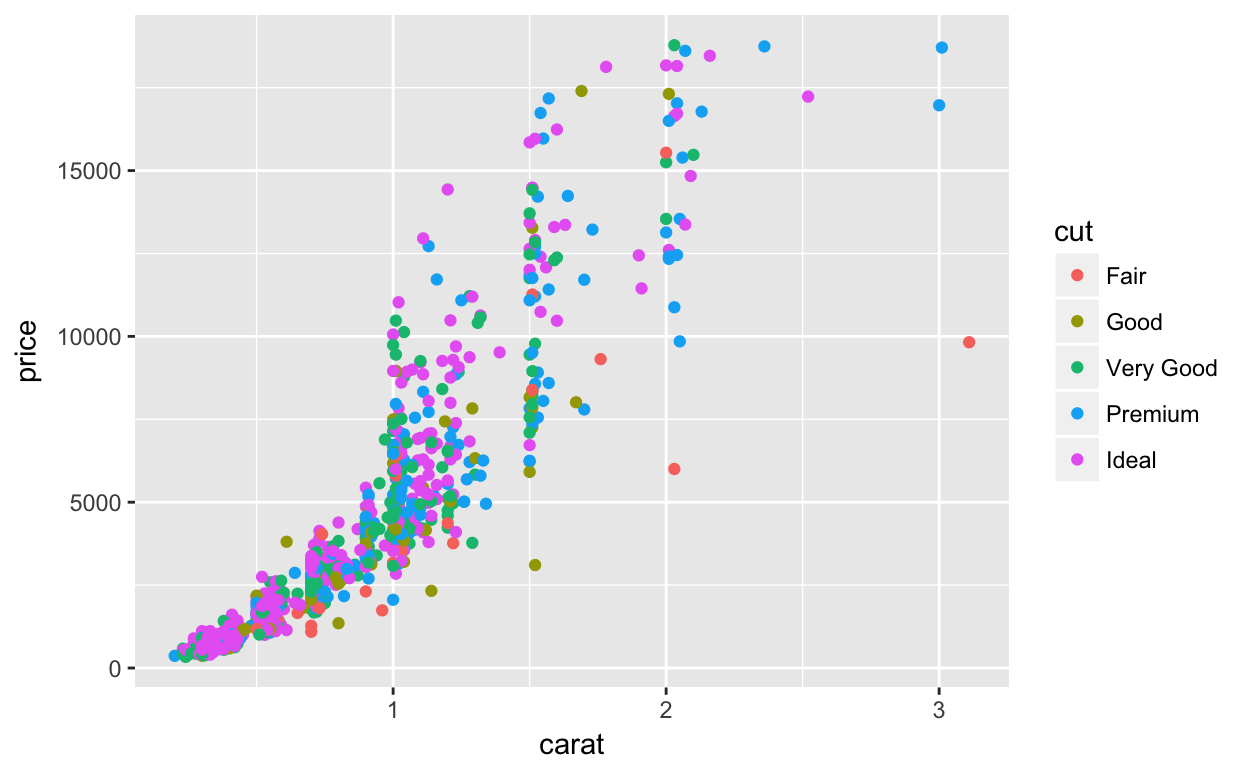 price
15000
10000
5000
0
1 2 3
carat
cut
Fair
Good
Very Good
Premium
Ideal